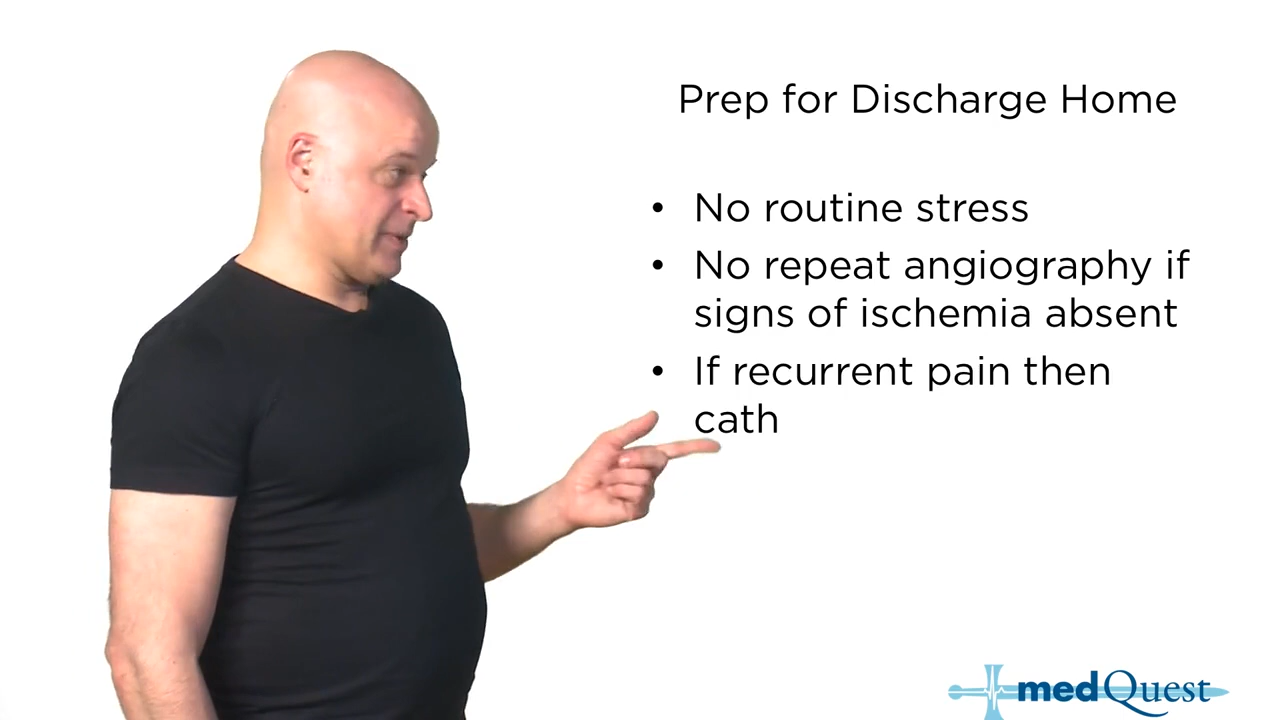 Prep for Discharge Home
• No routine stress
• No repeat angiography if
signs of ischemia absent
• If recurrent pain then
cath
medQuest